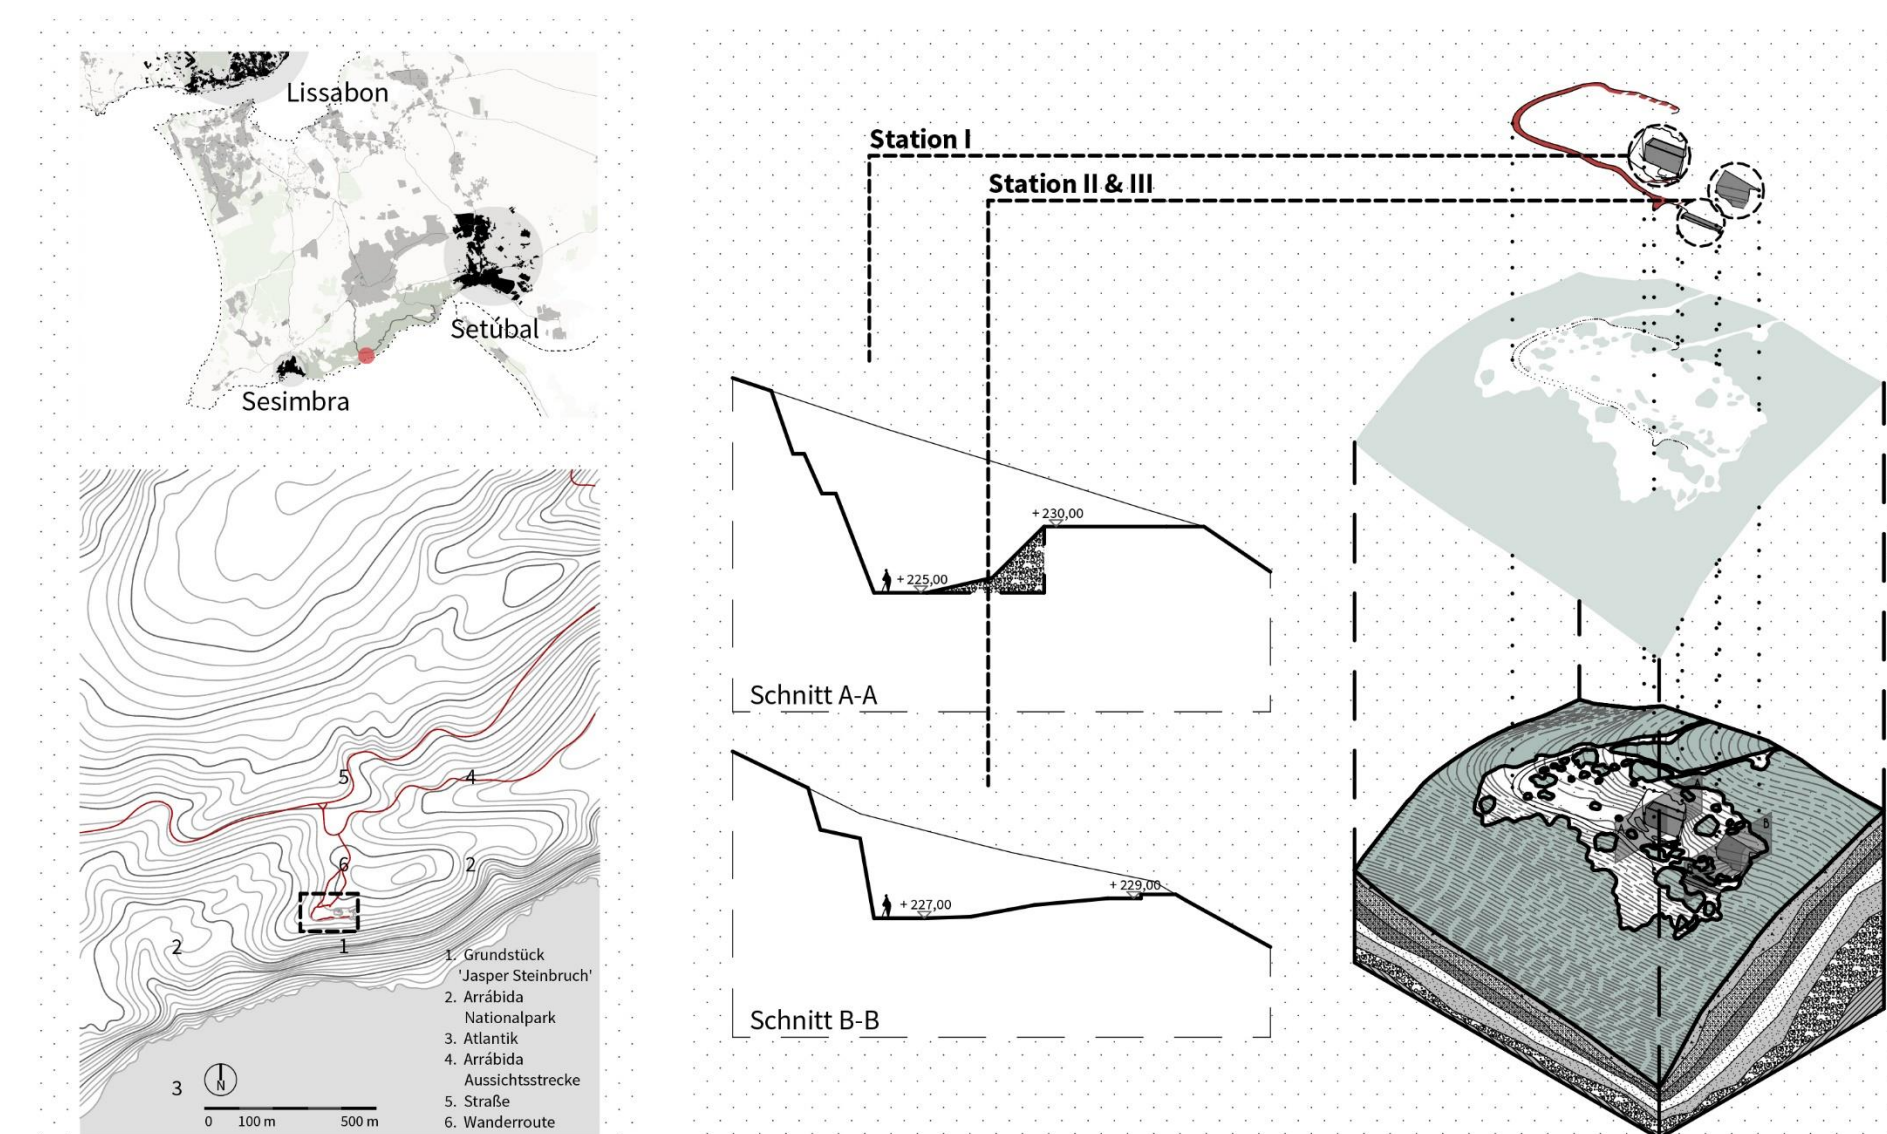 Lissabon
Setúbal
Sesimbra
5
4
6
2
2
1
3
1. Grundstück
'Jasper Steinbruch'
2. Arrábida
Nationalpark
3. Atlantik
4. Arrábida
Aussichtsstrecke
5. Straße
6. Wanderroute
N
0 100 m 500 m
Station I
Station II & III
+ 230,00
+ 225,00
Schnitt A-A
+ 229,00
+ 227,00
Schnitt B-B
B